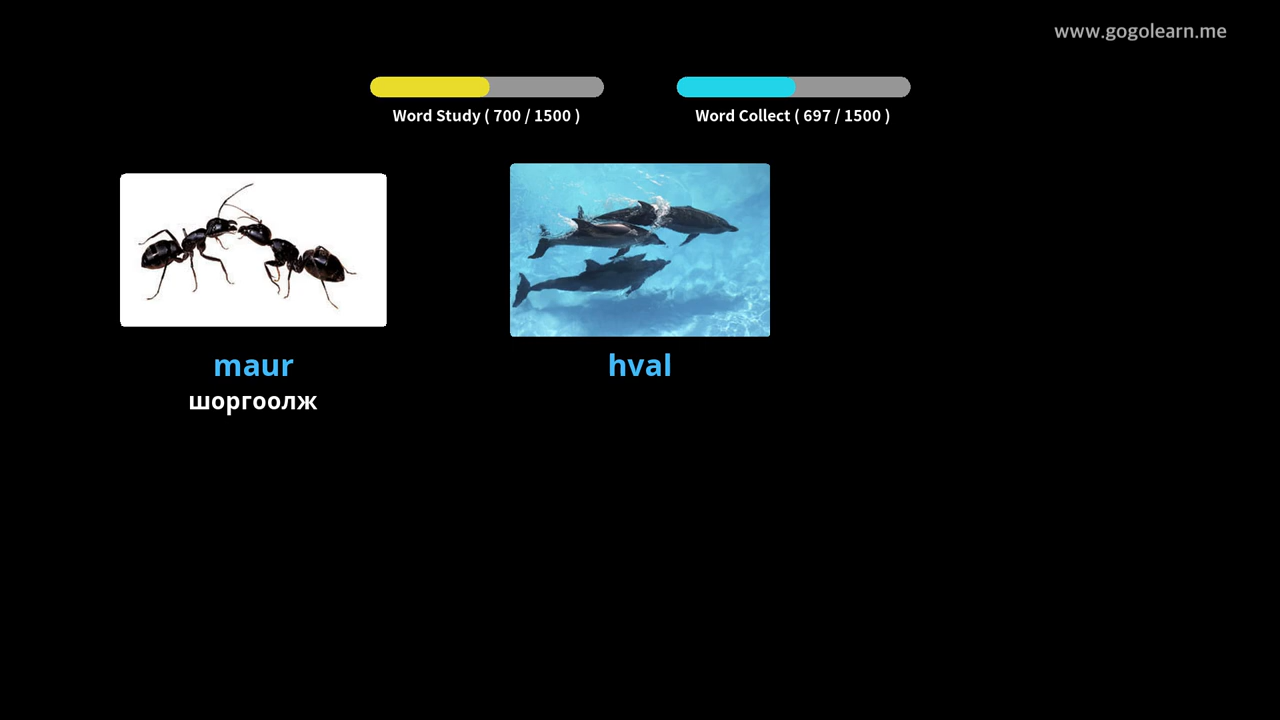 www.gogolearn.me
Word Study ( 700 / 1500 )
Word Collect ( 697 / 1500 )
maur
hval
шоргоолж